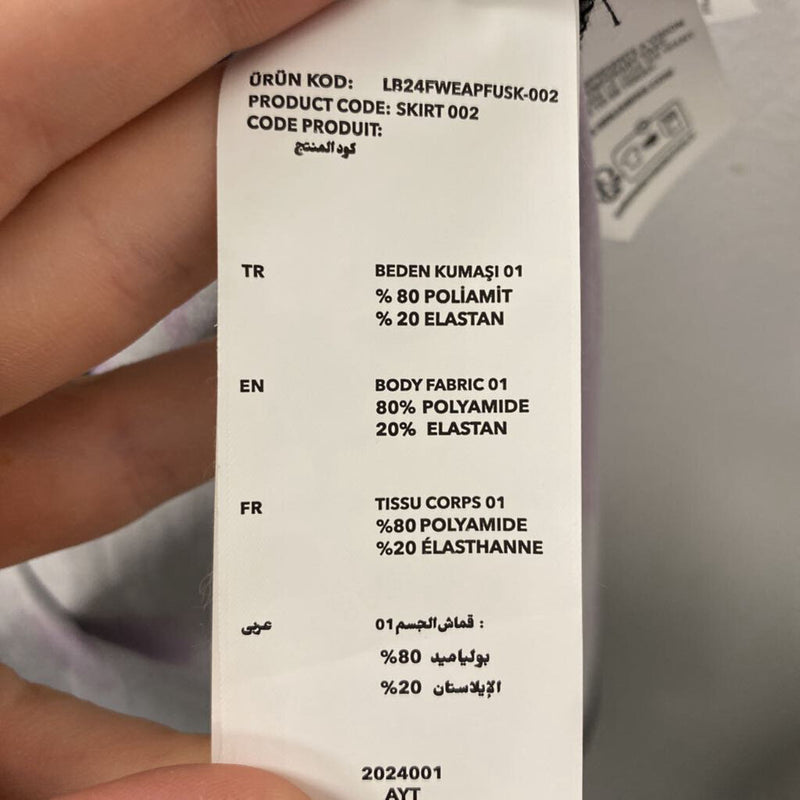 ÜRÜN KOD: LB24FWEAPFUSK-002
PRODUCT CODE: SKIRT 002
CODE PRODUIT:
كود المنتج
TR BEDEN KUMAŞI 01
% 80 POLİAMİT
% 20 ELASTAN
EN BODY FABRIC 01
80% POLYAMIDE
20% ELASTAN
FR TISSU CORPS 01
%80 POLYAMIDE
%20 ÉLASTHANNE
عربى قماش الجسم 01 :
بولياميد 80%
الإيلاستان 20%
2024001
AYT